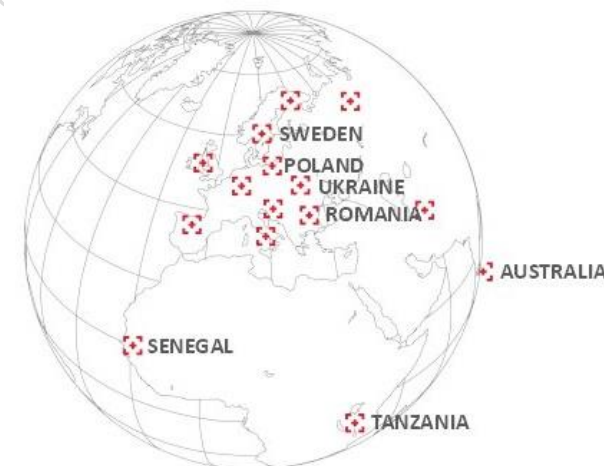 SWEDEN
POLAND
UKRAINE
ROMANIA
AUSTRALIA
SENEGAL
TANZANIA